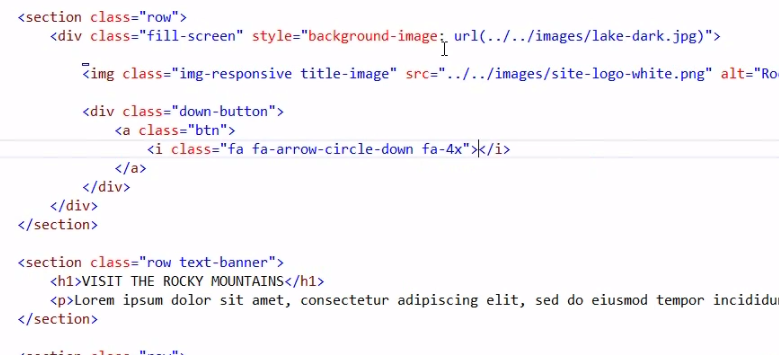 <section class="row">
<div class="fill-screen" style="background-image: url(../../images/lake-dark.jpg)">
<img class="img-responsive title-image" src="../../images/site-logo-white.png" alt="Ro
<div class="down-button">
<a class="btn">
<i class="fa fa-arrow-circle-down fa-4x"></i>
</a>
</div>
</div>
</section>
<section class="row text-banner">
<h1>VISIT THE ROCKY MOUNTAINS</h1>
<p>Lorem ipsum dolor sit amet, consectetur adipiscing elit, sed do eiusmod tempor incididu
</section>
<section class="row">